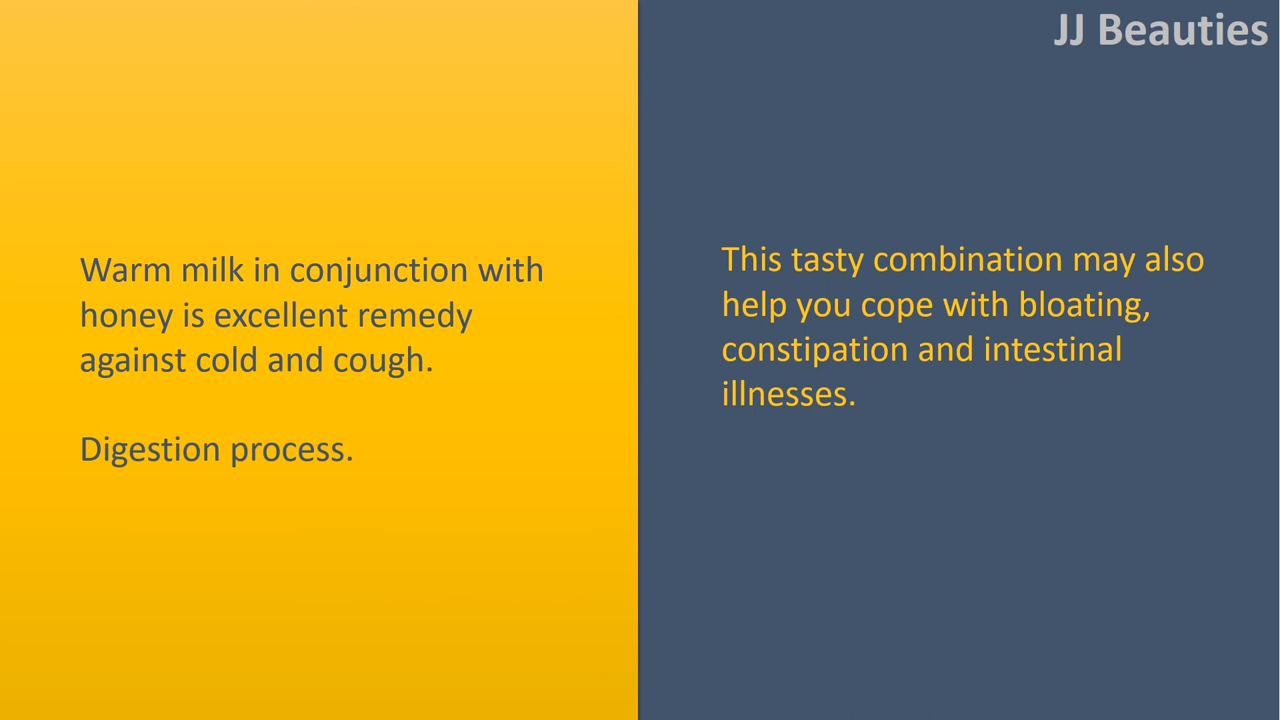 JJ Beauties
Warm milk in conjunction with
honey is excellent remedy
against cold and cough.
Digestion process.
This tasty combination may also
help you cope with bloating,
constipation and intestinal
illnesses.